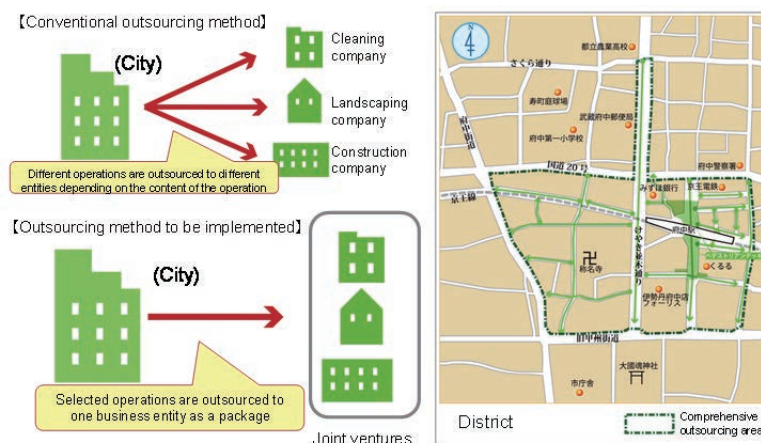 【Conventional outsourcing method】
(City)
Cleaning
company
Landscaping
company
Construction
company
Different operations are outsourced to different
entities depending on the content of the operation
【Outsourcing method to be implemented】
(City)
Selected operations are outsourced to
one business entity as a package
Joint ventures
都立農業高校
さくら通り
寿町庭球場
武蔵府中郵便局
府中街道
府中第一小学校
国道20号
府中警察署
みずほ銀行
京王電鉄
京王線
府中駅
けやき並木通り
称名寺
くるる
伊勢丹府中店
フォーリス
旧甲州街道
大國魂神社
市庁舎
District
Comprehensive
outsourcing area